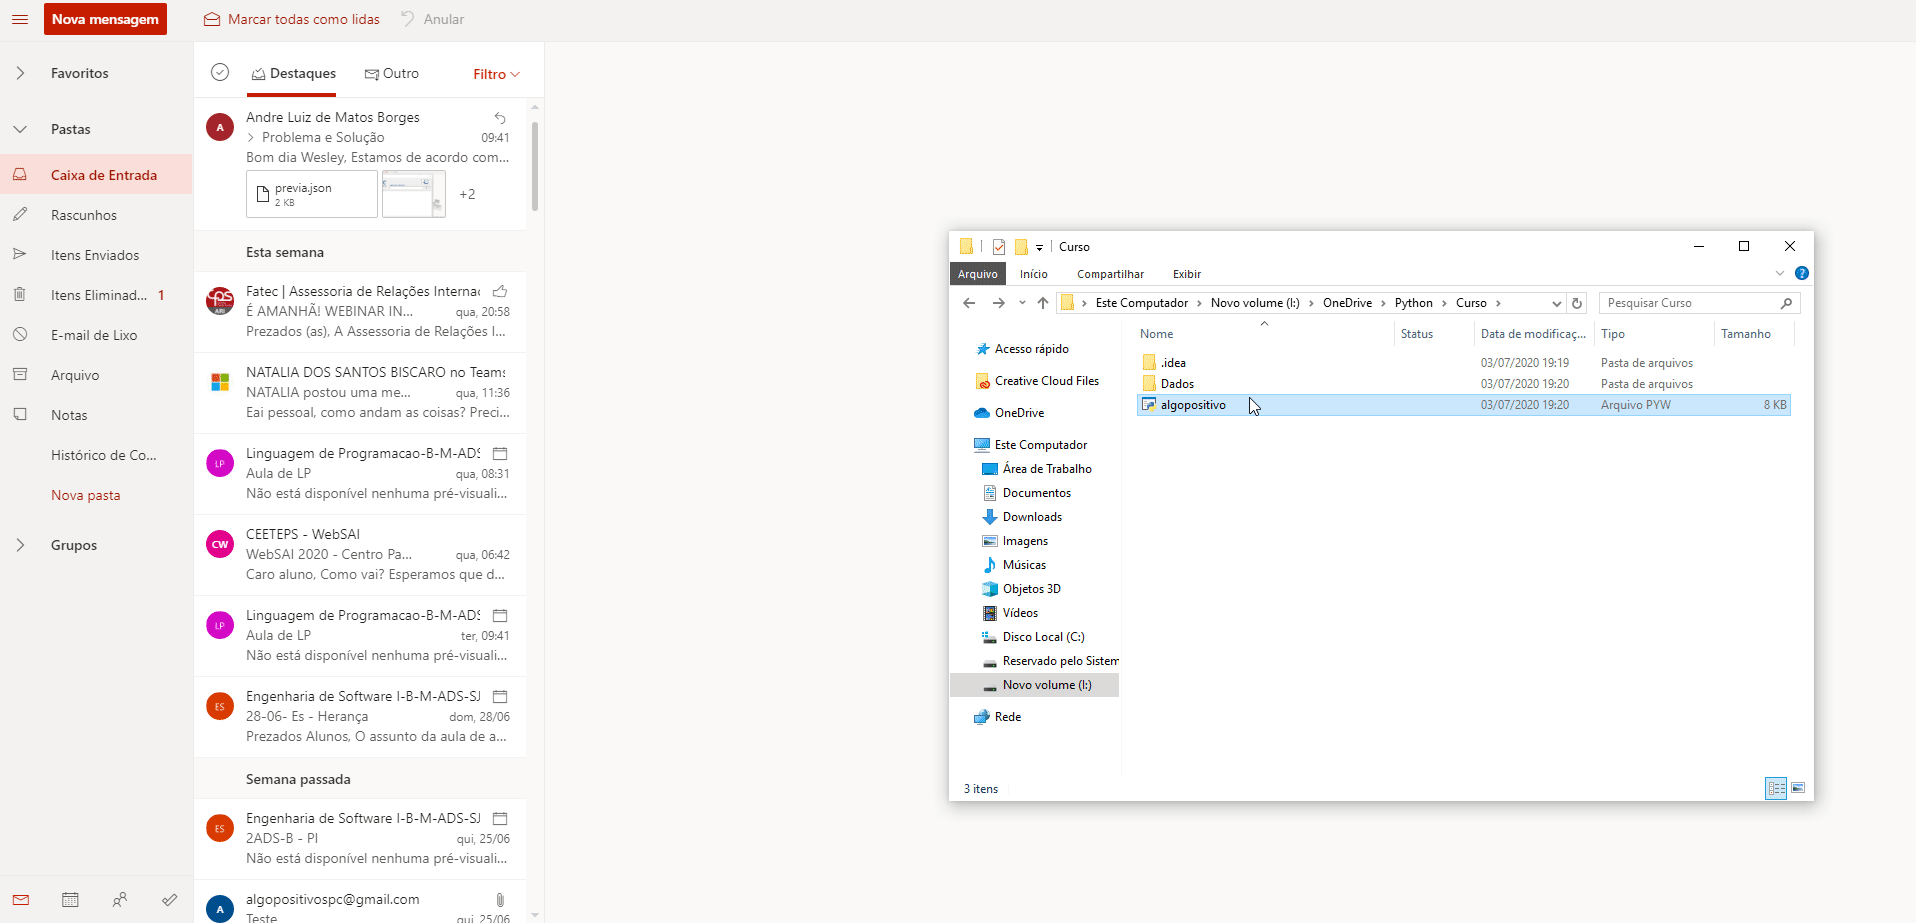 Nova mensagem
Marcar todas como lidas
Anular
Favoritos
Pastas
Caixa de Entrada
Rascunhos
Itens Enviados
Itens Eliminad... 1
E-mail de Lixo
Arquivo
Notas
Histórico de Co...
Nova pasta
Grupos
Destaques
Outro
Filtro
A
Andre Luiz de Matos Borges
Problema e Solução 09:41
Bom dia Wesley, Estamos de acordo com...
previa.json
2 KB
+2
Esta semana
cps
ARI
Fatec | Assessoria de Relações Internac
É AMANHÃ! WEBINAR IN... qua, 20:58
Prezados (as), A Assessoria de Relações I...
NATALIA DOS SANTOS BISCARO no Teams
NATALIA postou uma me... qua, 11:36
Eai pessoal, como andam as coisas? Preci...
LP
Linguagem de Programacao-B-M-ADS
Aula de LP qua, 08:31
Não está disponível nenhuma pré-visuali...
CW
CEETEPS - WebSAI
WebSAI 2020 - Centro Pa... qua, 06:42
Caro aluno, Como vai? Esperamos que d...
LP
Linguagem de Programacao-B-M-ADS
Aula de LP ter, 09:41
Não está disponível nenhuma pré-visuali...
ES
Engenharia de Software I-B-M-ADS-SJ
28-06- Es - Herança dom, 28/06
Prezados Alunos, O assunto da aula de a...
Semana passada
ES
Engenharia de Software I-B-M-ADS-SJ
2ADS-B - PI qui, 25/06
Não está disponível nenhuma pré-visuali...
A
algopositivospc@gmail.com
Teste qui, 25/06
Curso
Arquivo Início Compartilhar Exibir
Este Computador Novo volume (I:) OneDrive Python Curso
Pesquisar Curso
Nome Status Data de modificaç... Tipo Tamanho
.idea 03/07/2020 19:19 Pasta de arquivos
Dados 03/07/2020 19:20 Pasta de arquivos
algopositivo 03/07/2020 19:20 Arquivo PYW 8 KB
Acesso rápido
Creative Cloud Files
OneDrive
Este Computador
Área de Trabalho
Documentos
Downloads
Imagens
Músicas
Objetos 3D
Vídeos
Disco Local (C:)
Reservado pelo Sistem
Novo volume (I:)
Rede
3 itens